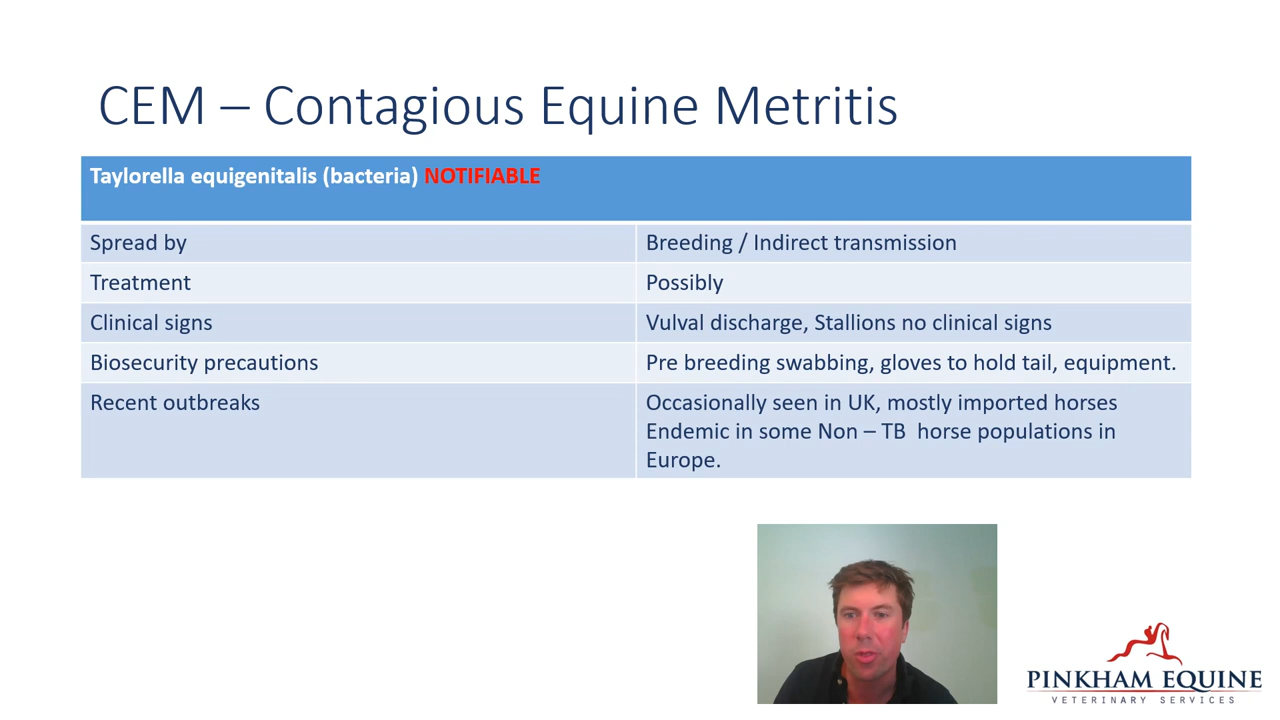 CEM – Contagious Equine Metritis
Taylorella equigenitalis (bacteria) NOTIFIABLE
Spread by
Breeding / Indirect transmission
Treatment
Possibly
Clinical signs
Vulval discharge, Stallions no clinical signs
Biosecurity precautions
Pre breeding swabbing, gloves to hold tail, equipment.
Recent outbreaks
Occasionally seen in UK, mostly imported horses
Endemic in some Non – TB  horse populations in
Europe.
PINKHAM EQUINE
VETERINARY SERVICES